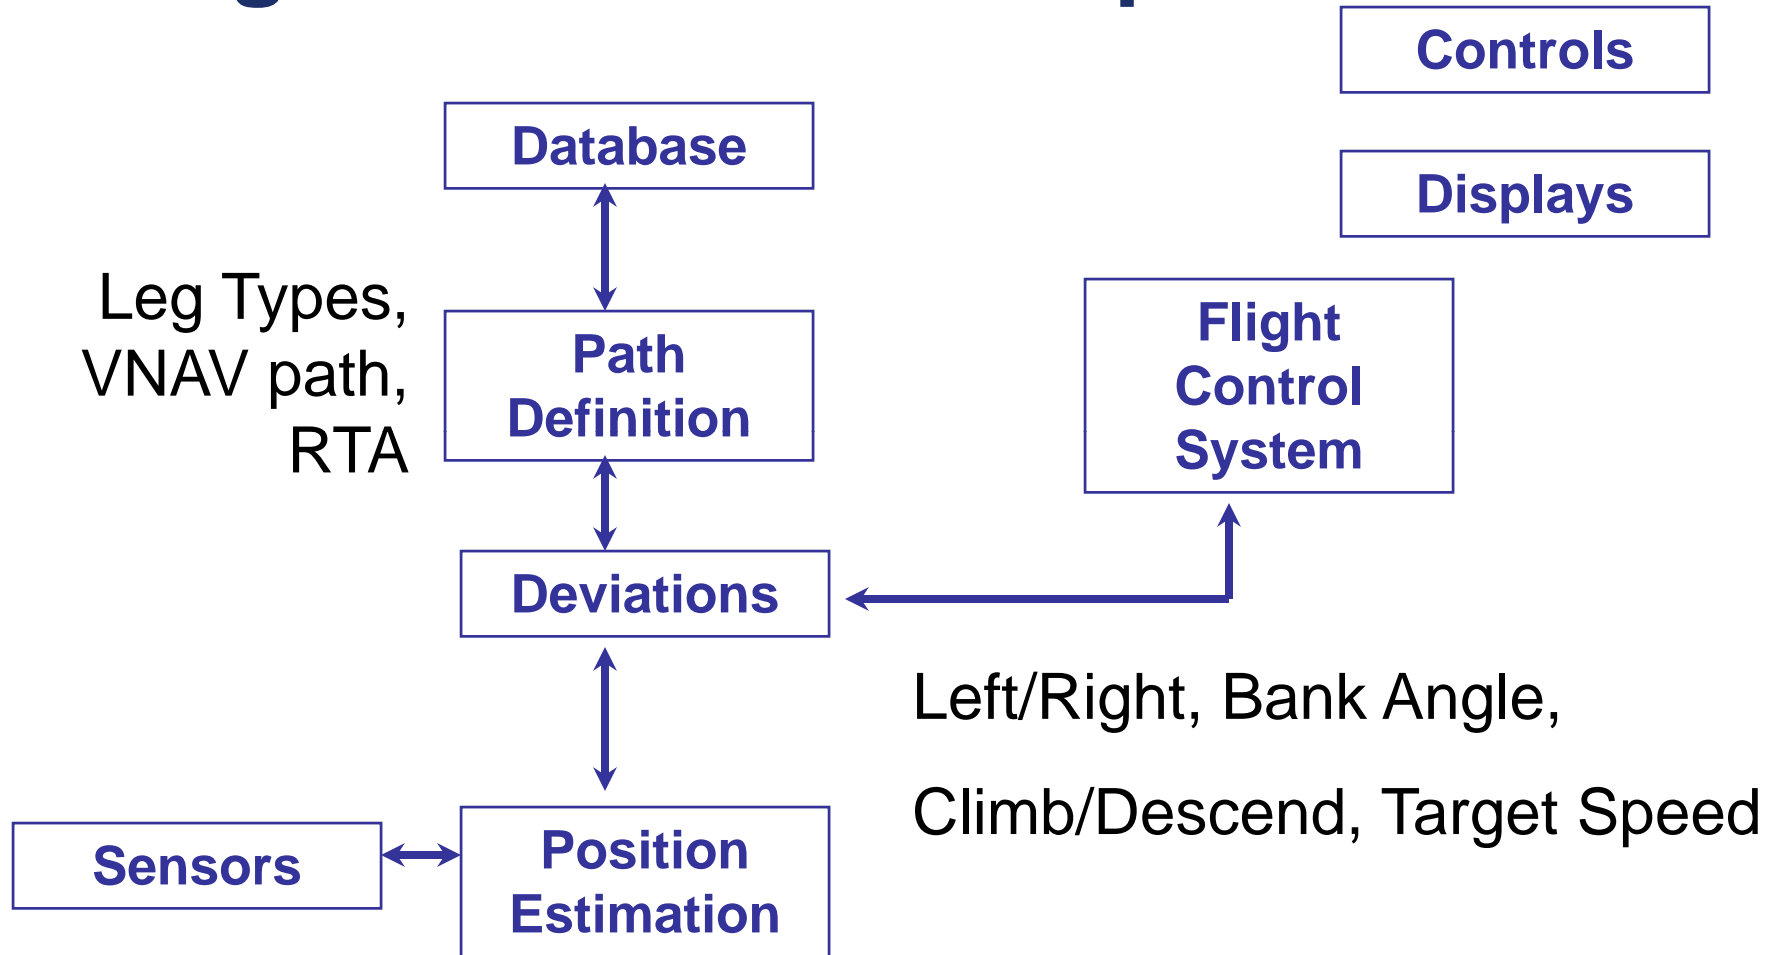 Controls
Database
Displays
Leg Types,
VNAV path,
RTA
Path
Definition
Flight
Control
System
Deviations
Left/Right, Bank Angle,
Climb/Descend, Target Speed
Sensors
Position
Estimation